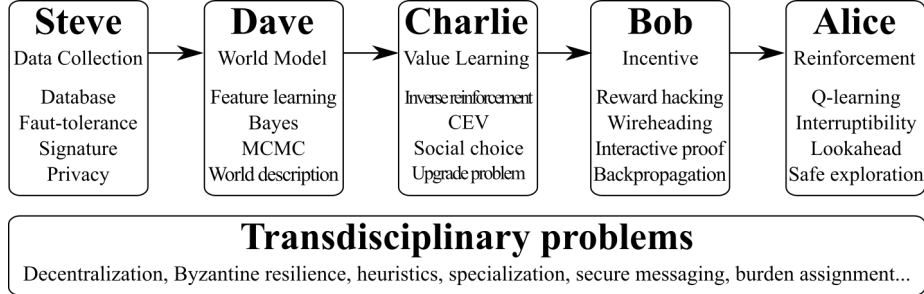 Steve
Data Collection
Database
Faut-tolerance
Signature
Privacy
Dave
World Model
Feature learning
Bayes
MCMC
World description
Charlie
Value Learning
Inverse reinforcement
CEV
Social choice
Upgrade problem
Bob
Incentive
Reward hacking
Wireheading
Interactive proof
Backpropagation
Alice
Reinforcement
Q-learning
Interruptibility
Lookahead
Safe exploration
Transdisciplinary problems
Decentralization, Byzantine resilience, heuristics, specialization, secure messaging, burden assignment...